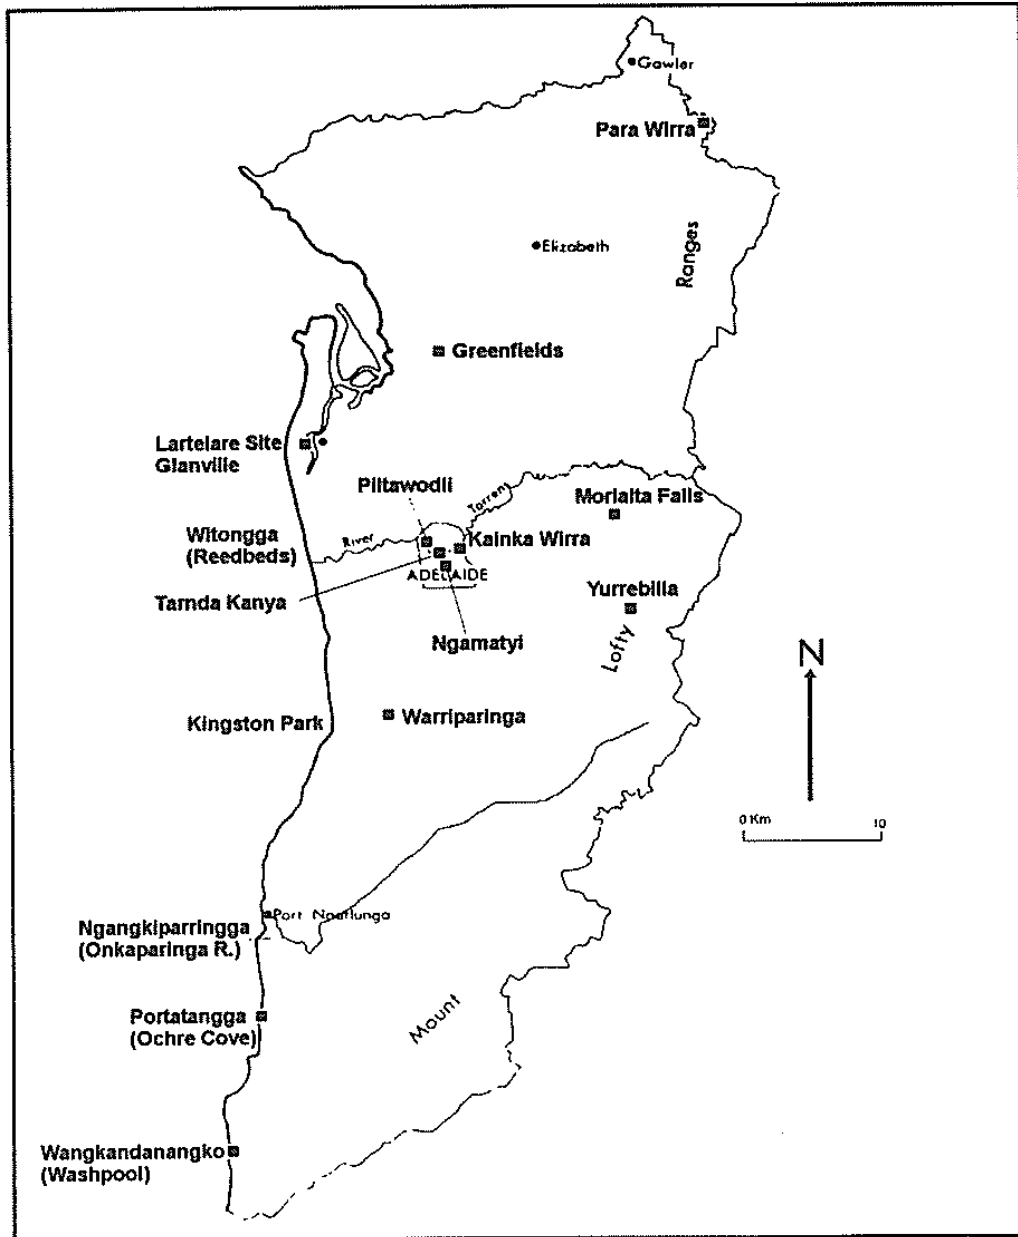 Gawler
Para Wirra
Elizabeth
Ranges
Greenfields
Lartelare Site
Glanville
Piltawodli
Torrens
Morialta Falls
Witongga
(Reedbeds)
River
Kainka Wirra
ADELAIDE
Tarnda Kanya
Yurrebilla
Ngamatyi
Lofty
N
Kingston Park
Warriparinga
0 Km
10
Port Noarlunga
Ngangkiparringga
(Onkaparinga R.)
Mount
Portatangga
(Ochre Cove)
Wangkandanangko
(Washpool)